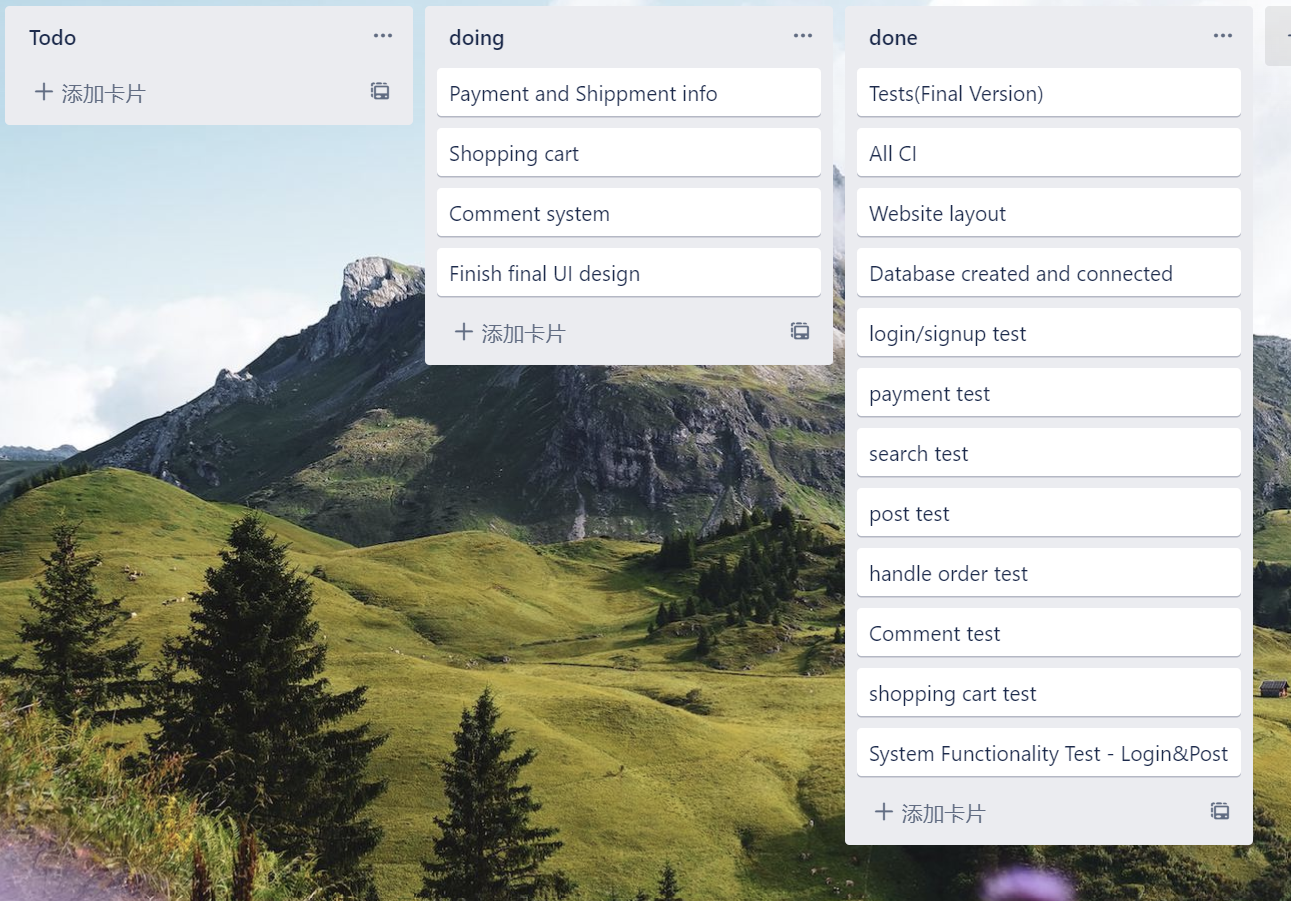 Todo
添加卡片
doing
Payment and Shippment info
Shopping cart
Comment system
Finish final UI design
添加卡片
done
Tests(Final Version)
All CI
Website layout
Database created and connected
login/signup test
payment test
search test
post test
handle order test
Comment test
shopping cart test
System Functionality Test - Login&Post
添加卡片